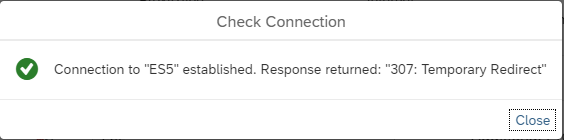 Check Connection
Connection to "ES5" established. Response returned: "307: Temporary Redirect"
Close